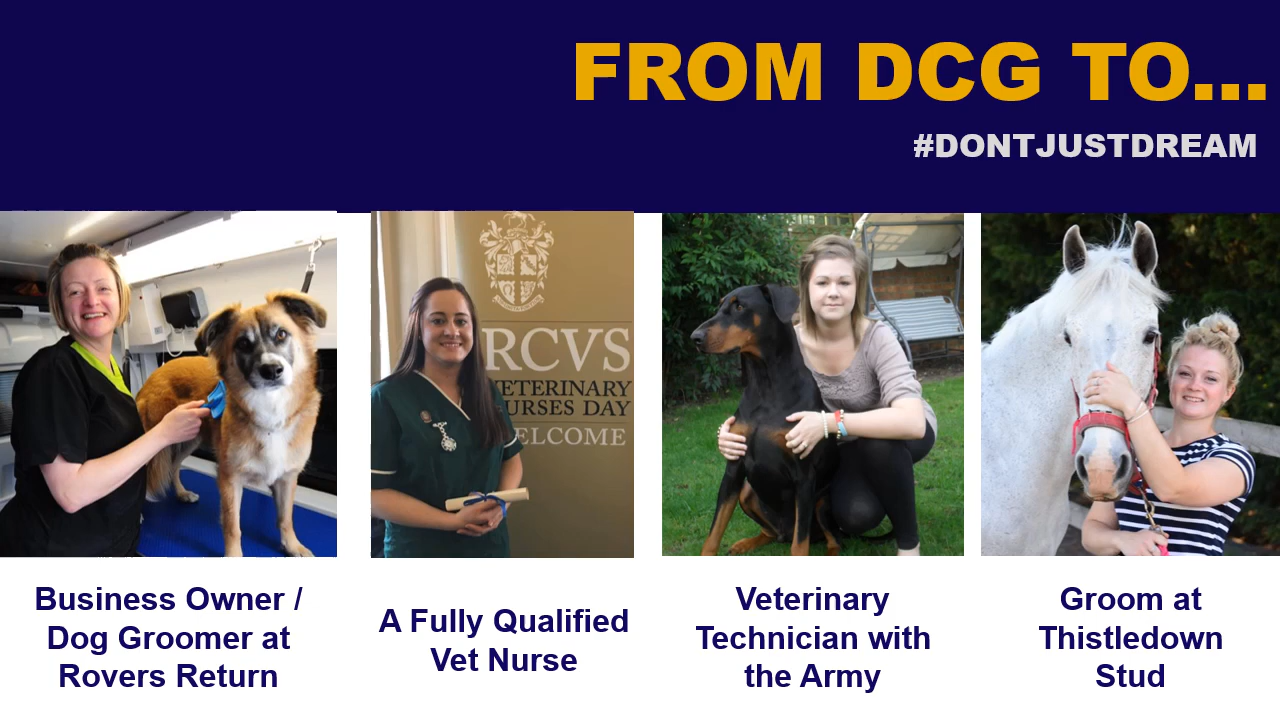 FROM DCG TO...
#DONTJUSTDREAM
RCVS
VETERINARY
NURSES DAY
WELCOME
Business Owner /
Dog Groomer at
Rovers Return
A Fully Qualified
Vet Nurse
Veterinary
Technician with
the Army
Groom at
Thistledown
Stud